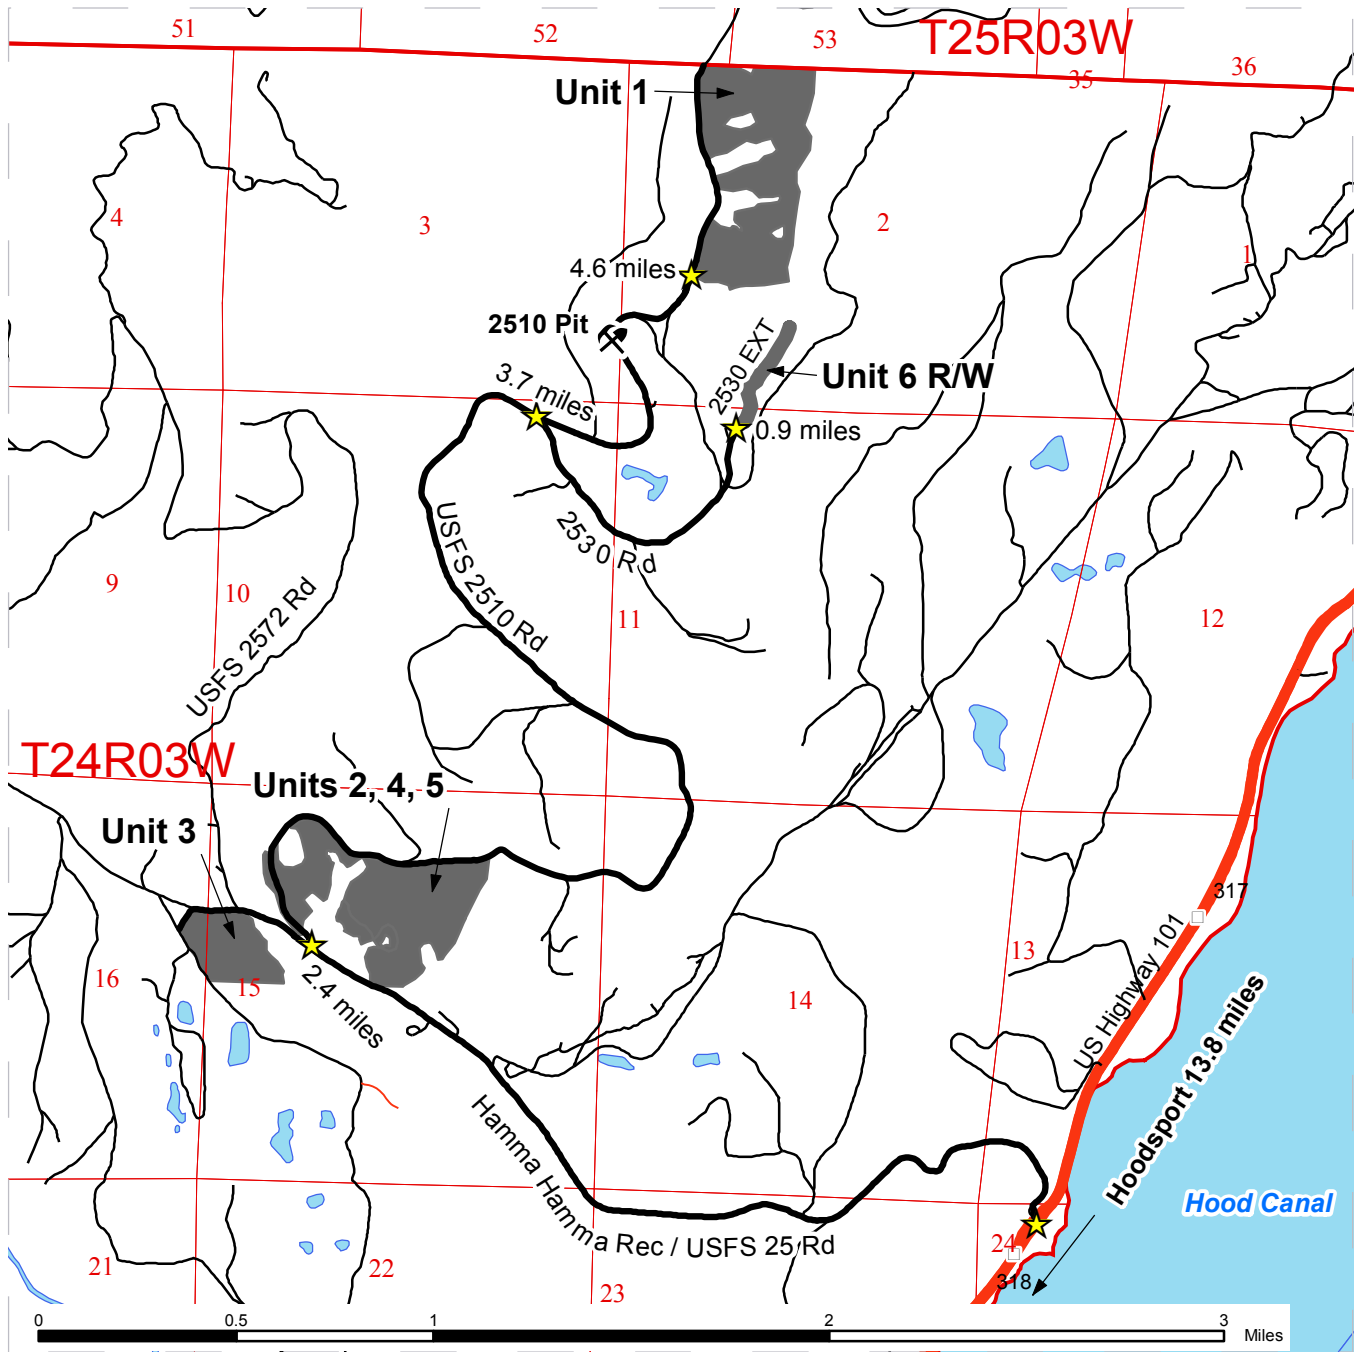 51
52
53
T25R03W
35
36
Unit 1
4
3
2
1
4.6 miles
2510 Pit
2530 EXT
Unit 6 R/W
3.7 miles
0.9 miles
USFS 2510 Rd
2530 Rd
9
10
11
12
USFS 2572 Rd
T24R03W
Units 2, 4, 5
Unit 3
317
16
15
14
13
2.4 miles
US Highway 101
Hoodsport 13.8 miles
Hamma Hamma Rec / USFS 25 Rd
Hood Canal
21
22
23
24
318
0
0.5
1
2
3
Miles